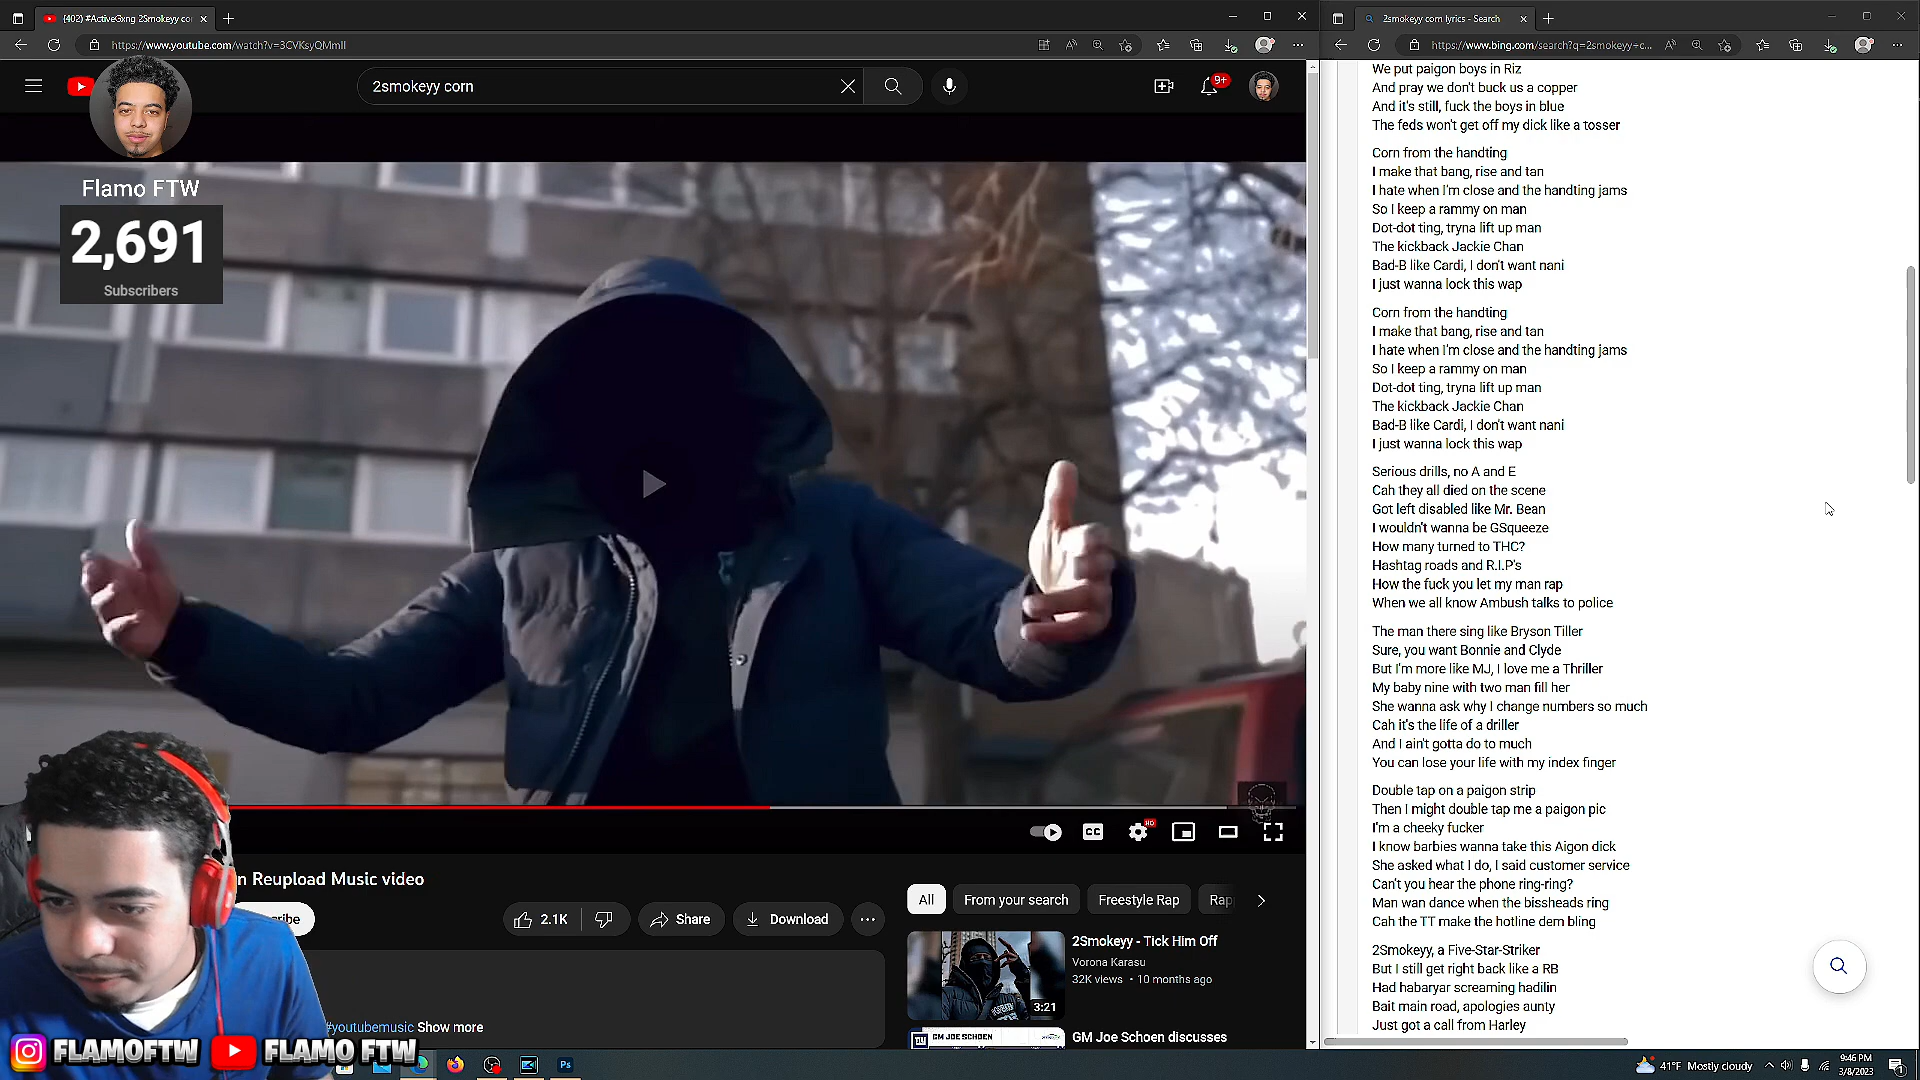 (402) #ActiveGxng 2Smokeyy cor
https://www.youtube.com/watch?v=3CVKsyQMmlI
2smokeyy corn
9+
Flamo FTW
2,691
Subscribers
CC
HD
n Reupload Music video
2.1K
Share
Download
#youtubemusic Show more
All
From your search
Freestyle Rap
Rap
2Smokeyy - Tick Him Off
Vorona Karasu
32K views • 10 months ago
3:21
GM JOE SCHOEN
GM Joe Schoen discusses
FLAMOFTW
FLAMO FTW
Ps
2smokeyy corn lyrics - Search
https://www.bing.com/search?q=2smokeyy+c...
We put paigon boys in Riz
And pray we don't buck us a copper
And it's still, fuck the boys in blue
The feds won't get off my dick like a tosser
Corn from the handting
I make that bang, rise and tan
I hate when I'm close and the handting jams
So I keep a rammy on man
Dot-dot ting, tryna lift up man
The kickback Jackie Chan
Bad-B like Cardi, I don't want nani
I just wanna lock this wap
Corn from the handting
I make that bang, rise and tan
I hate when I'm close and the handting jams
So I keep a rammy on man
Dot-dot ting, tryna lift up man
The kickback Jackie Chan
Bad-B like Cardi, I don't want nani
I just wanna lock this wap
Serious drills, no A and E
Cah they all died on the scene
Got left disabled like Mr. Bean
I wouldn't wanna be GSqueeze
How many turned to THC?
Hashtag roads and R.I.P's
How the fuck you let my man rap
When we all know Ambush talks to police
The man there sing like Bryson Tiller
Sure, you want Bonnie and Clyde
But I'm more like MJ, I love me a Thriller
My baby nine with two man fill her
She wanna ask why I change numbers so much
Cah it's the life of a driller
And I ain't gotta do to much
You can lose your life with my index finger
Double tap on a paigon strip
Then I might double tap me a paigon pic
I'm a cheeky fucker
I know barbies wanna take this Aigon dick
She asked what I do, I said customer service
Can't you hear the phone ring-ring?
Man wan dance when the bissheads ring
Cah the TT make the hotline dem bling
2Smokeyy, a Five-Star-Striker
But I still get right back like a RB
Had habaryar screaming hadilin
Bait main road, apologies aunty
Just got a call from Harley
41°F Mostly cloudy
9:46 PM
3/8/2023